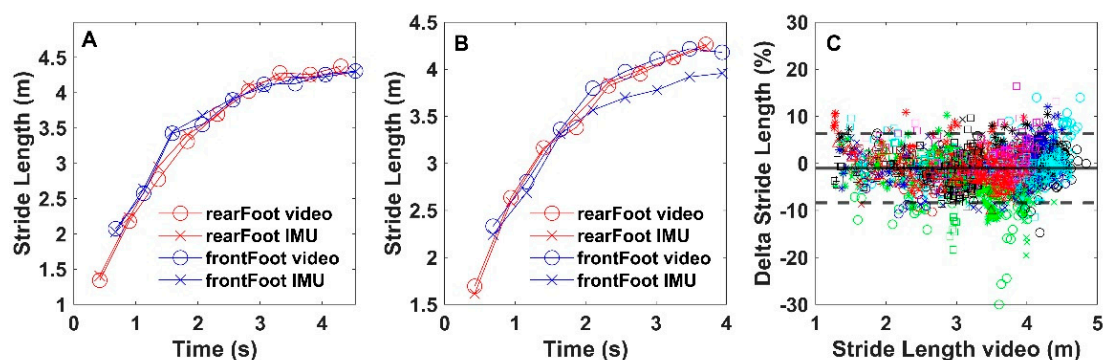 A
4.5
4
3.5
3
2.5
2
1.5
1
Stride Length (m)
rearFoot video
rearFoot IMU
frontFoot video
frontFoot IMU
0 1 2 3 4
Time (s)
B
4.5
4
3.5
3
2.5
2
1.5
Stride Length (m)
rearFoot video
rearFoot IMU
frontFoot video
frontFoot IMU
0 1 2 3 4
Time (s)
C
30
20
10
0
-10
-20
-30
Delta Stride Length (%)
1 2 3 4 5
Stride Length video (m)